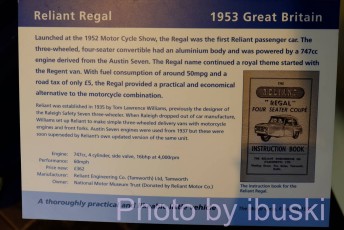 Reliant Regal
1953 Great Britain
Launched at the 1952 Motor Cycle Show, the Regal was the first Reliant passenger car. The
three-wheeled, four-seater convertible had an aluminium body and was powered by a 747cc
engine derived from the Austin Seven. The Regal name continued a royal theme started with
the Regent van. With fuel consumption of around 50mpg and a
road tax of only £5, the Regal provided a practical and economical
alternative to the motorcycle combination.
Reliant was established in 1935 by Tom Lawrence Williams, previously the designer of
the Raleigh Safety Seven three-wheeler. When Raleigh dropped out of car manufacture,
Williams set up Reliant to make simple three-wheeled delivery vans with motorcycle
engines and front forks. Austin Seven engines were used from 1937 but these were
soon superseded by Reliant's own updated version of the same unit.
Engine: 747cc, 4 cylinder, side valve, 16bhp at 4,000rpm
Performance: 60mph
Price new: £352
Manufacturer: Reliant Engineering Co (Tamworth) Ltd, Tamworth
Owner: National Motor Museum Trust (Donated by Reliant Motor Co.)
THE
RELIANT
"REGAL"
FOUR SEATER COUPE
INSTRUCTION BOOK
The instruction book for the
Reliant Regal.
A thoroughly practical
Photo by ibuski